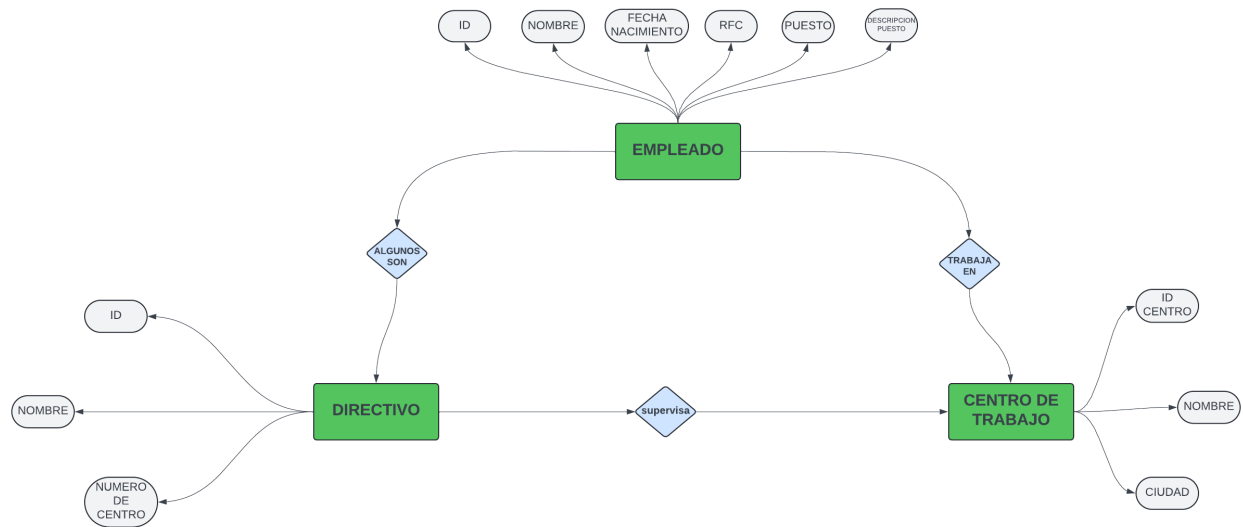 ID
NOMBRE
FECHA
NACIMIENTO
RFC
PUESTO
DESCRIPCION
PUESTO
EMPLEADO
ALGUNOS
SON
TRABAJA
EN
ID
ID
CENTRO
NOMBRE
DIRECTIVO
supervisa
CENTRO DE
TRABAJO
NOMBRE
NUMERO
DE
CENTRO
CIUDAD